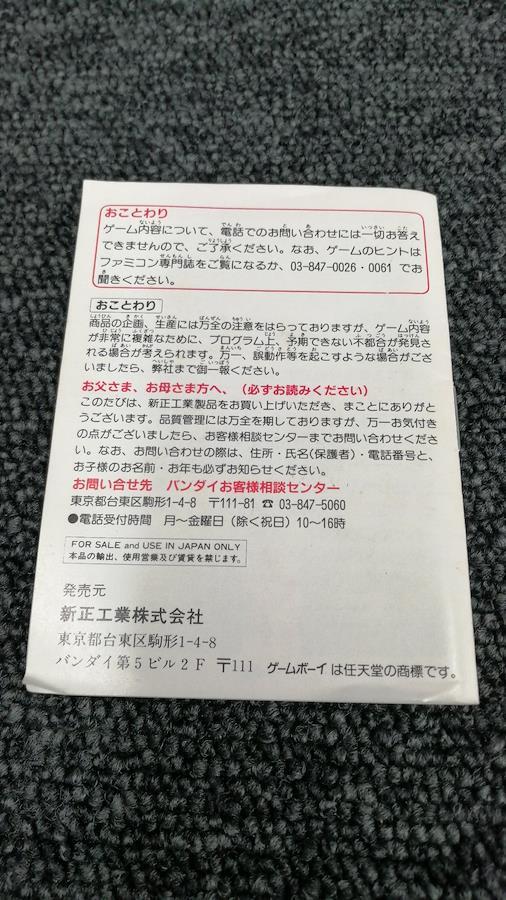 おことわり
ゲーム内容について、電話でのお問い合わせには一切お答え
できませんので、ご了承ください。なお、ゲームのヒントは
ファミコン専門誌をご覧になるか、03-847-0026・0061 でお
聞きください。
おことわり
商品の企画、生産には万全の注意をはらっておりますが、ゲーム内容
が非常に複雑なために、プログラム上、予期できない不都合が発見さ
れる場合が考えられます。万一、誤動作等を起こすような場合がござ
いましたら、弊社まで御一報ください。
お父さま、お母さま方へ、（必ずお読みください）
このたびは、新正工業製品をお買い上げいただき、まことにありがと
うございます。品質管理には万全を期しておりますが、万一お気付き
の点がございましたら、お客様相談センターまでお問い合わせくださ
い。なお、お問い合わせの際は、住所・氏名(保護者)・電話番号と、
お子様のお名前・お年も必ずお知らせください。
お問い合せ先　バンダイお客様相談センター
東京都台東区駒形1-4-8　〒111-81 ☎ 03-847-5060
●電話受付時間　月〜金曜日（除く祝日）10〜16時
FOR SALE and USE IN JAPAN ONLY
本品の輸出、使用営業及び賃貸を禁じます。
発売元
新正工業株式会社
東京都台東区駒形1-4-8
バンダイ第5ビル2F　〒111　ゲームボーイは任天堂の商標です。